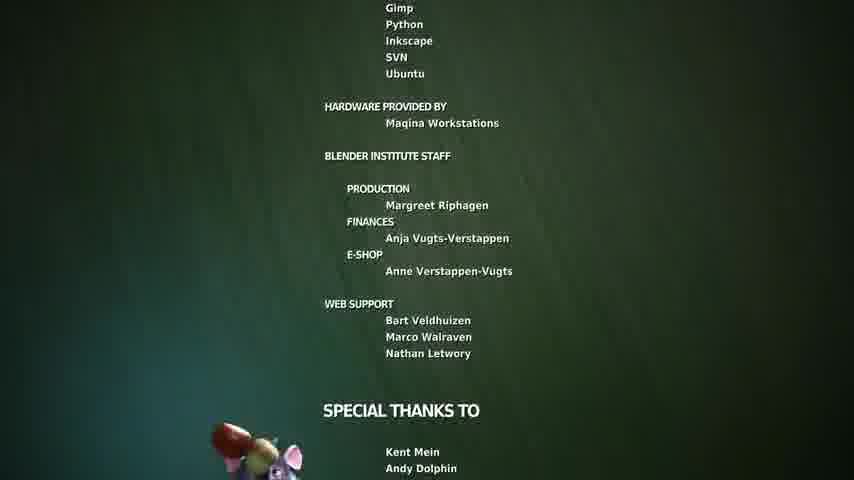 Gimp
Python
Inkscape
SVN
Ubuntu
HARDWARE PROVIDED BY
Maqina Workstations
BLENDER INSTITUTE STAFF
PRODUCTION
Margreet Riphagen
FINANCES
Anja Vugts-Verstappen
E-SHOP
Anne Verstappen-Vugts
WEB SUPPORT
Bart Veldhuizen
Marco Walraven
Nathan Letwory
SPECIAL THANKS TO
Kent Mein
Andy Dolphin